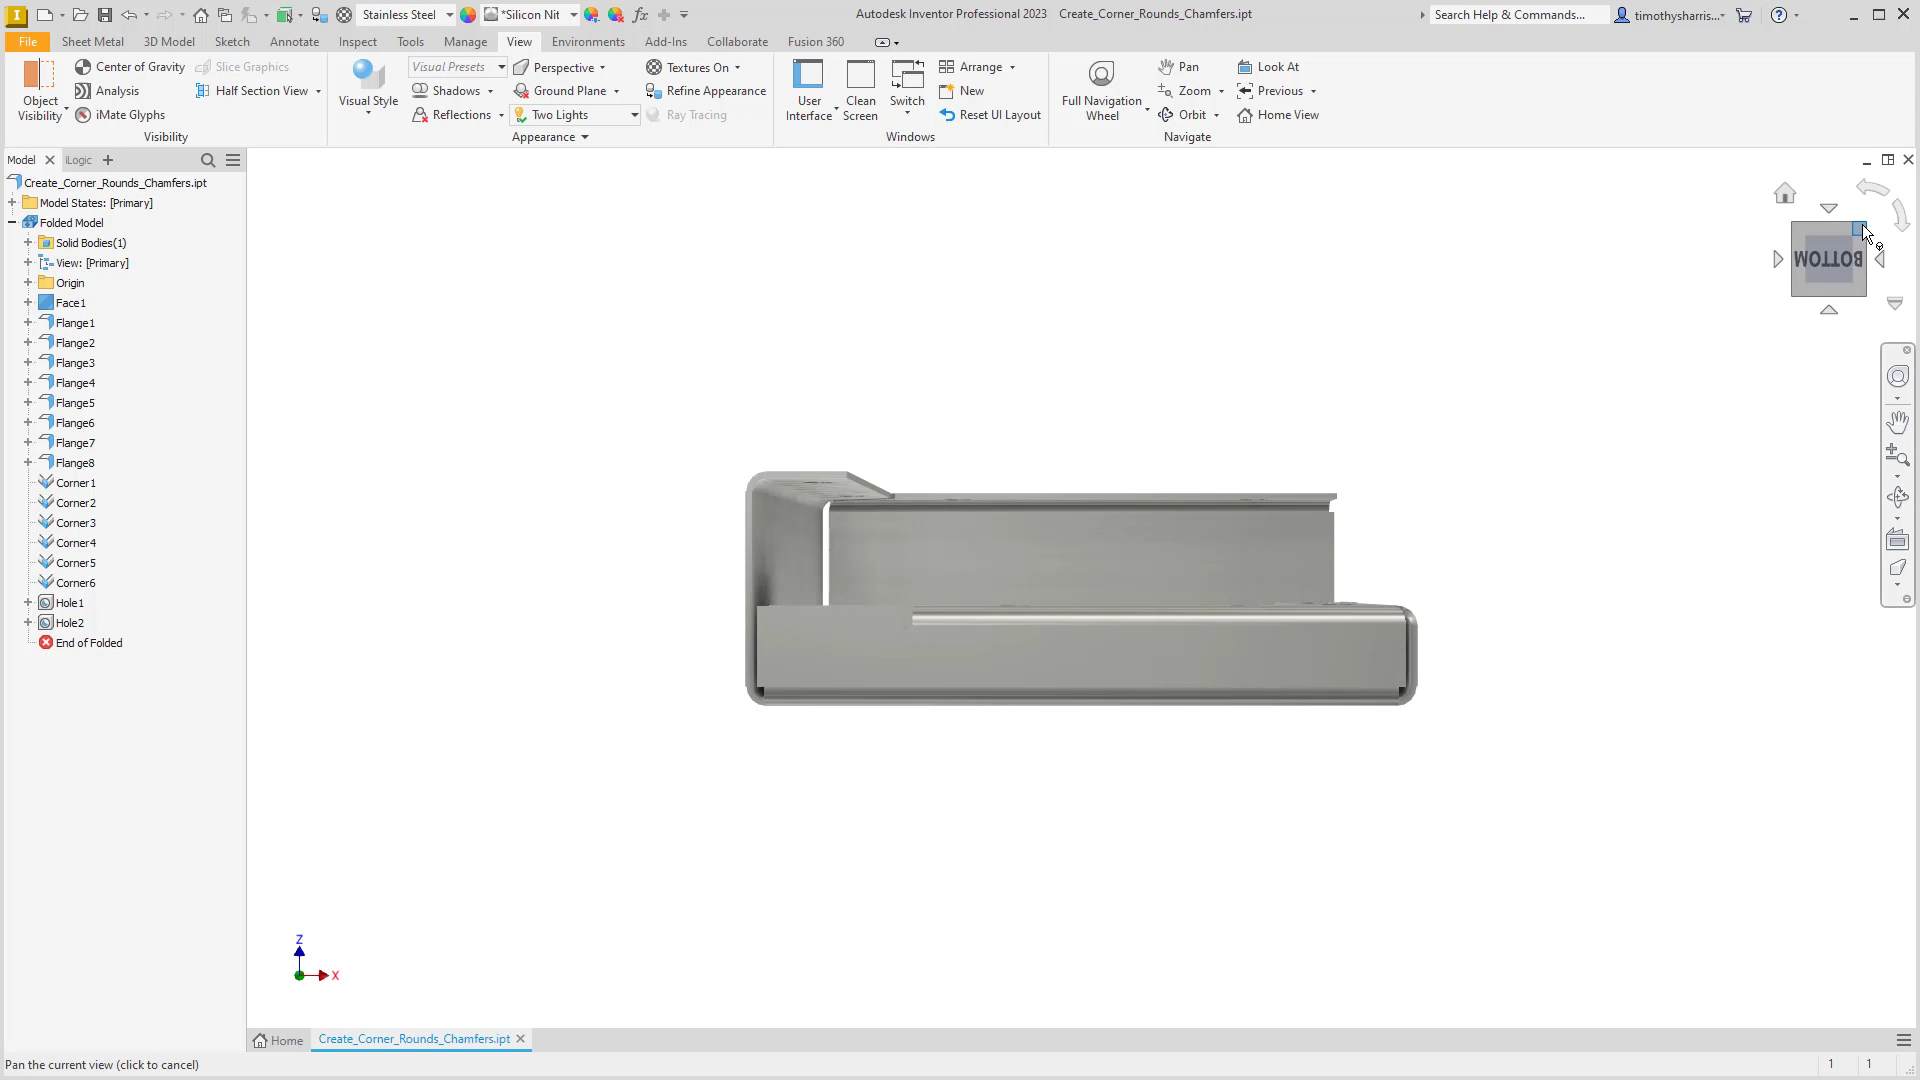 Stainless Steel
*Silicon Nit
Autodesk Inventor Professional 2023
Create_Corner_Rounds_Chamfers.ipt
Search Help & Commands...
timothysharris...
File
Sheet Metal
3D Model
Sketch
Annotate
Inspect
Tools
Manage
View
Environments
Add-Ins
Collaborate
Fusion 360
Object
Visibility
Center of Gravity
Analysis
iMate Glyphs
Slice Graphics
Half Section View
Visibility
Visual Style
Visual Presets
Shadows
Reflections
Perspective
Ground Plane
Two Lights
Textures On
Refine Appearance
Ray Tracing
Appearance
User
Interface
Clean
Screen
Switch
Arrange
New
Reset UI Layout
Windows
Full Navigation
Wheel
Pan
Zoom
Orbit
Look At
Previous
Home View
Navigate
Model
iLogic
Create_Corner_Rounds_Chamfers.ipt
Model States: [Primary]
Folded Model
Solid Bodies(1)
View: [Primary]
Origin
Face1
Flange1
Flange2
Flange3
Flange4
Flange5
Flange6
Flange7
Flange8
Corner1
Corner2
Corner3
Corner4
Corner5
Corner6
Hole1
Hole2
End of Folded
BOTTOM
Z
X
Home
Create_Corner_Rounds_Chamfers.ipt
Pan the current view (click to cancel)
1
1